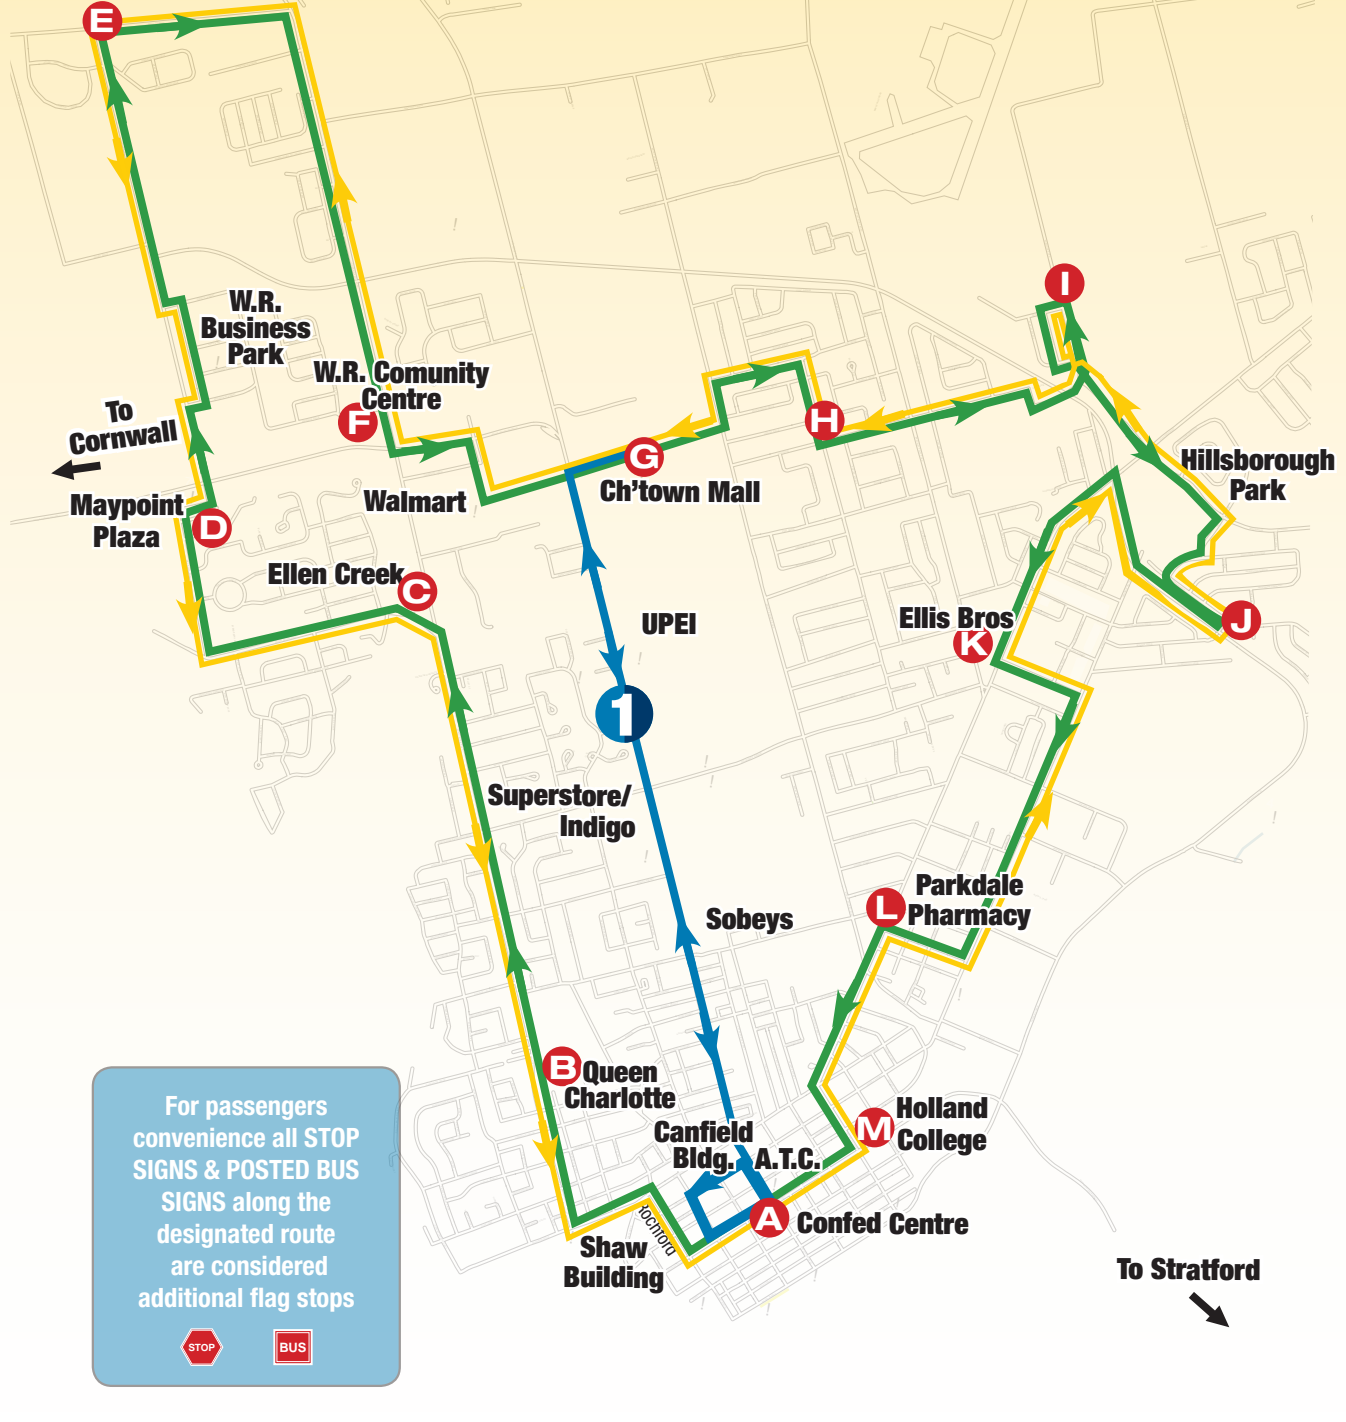 E
I
W.R.
Business
Park
W.R. Comunity
Centre
F
To
Cornwall
H
G
Ch'town Mall
Hillsborough
Park
Walmart
Maypoint
Plaza
D
Ellen Creek
C
UPEI
Ellis Bros
K
J
1
Superstore/
Indigo
Sobeys
Parkdale
L
Pharmacy
B
Queen
Charlotte
Holland
M
College
Canfield
Bldg.
A.T.C.
A
Confed Centre
Rochford
Shaw
Building
To Stratford
For passengers
convenience all STOP
SIGNS & POSTED BUS
SIGNS along the
designated route
are considered
additional flag stops
STOP
BUS